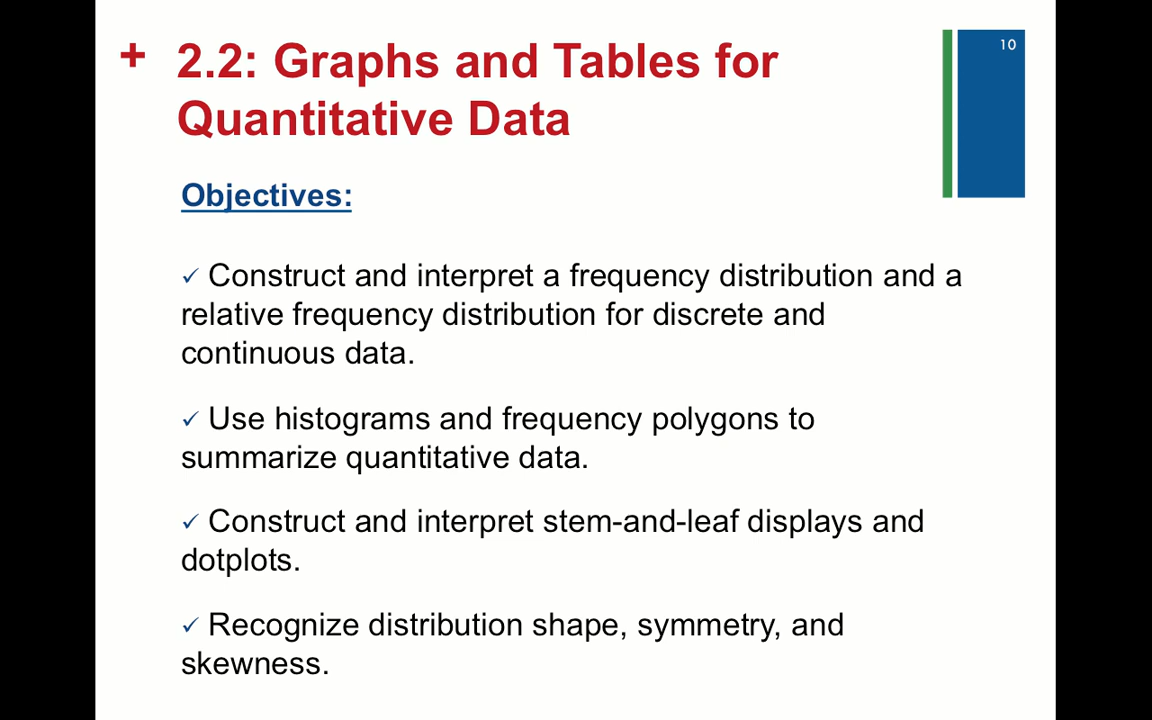 + 2.2: Graphs and Tables for
Quantitative Data
10
Objectives:
✓ Construct and interpret a frequency distribution and a
relative frequency distribution for discrete and
continuous data.
✓ Use histograms and frequency polygons to
summarize quantitative data.
✓ Construct and interpret stem-and-leaf displays and
dotplots.
✓ Recognize distribution shape, symmetry, and
skewness.